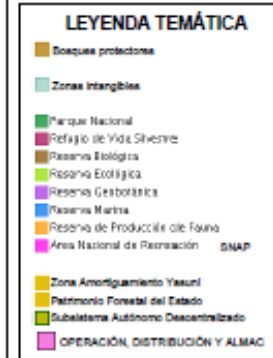 LEYENDA TEMÁTICA
Bosques protectores
Zonas Intangibles
Parque Nacional
Refugio de Vida Silvestre
Reserva Biológica
Reserva Ecológica
Reserva Geobotánica
Reserva Marina
Reserva de Producción de Fauna
Area Nacional de Recreación SNAP
Zona Amortiguamiento Yasuní
Patrimonio Forestal del Estado
Subsistema Autónomo Descentralizado
OPERACIÓN, DISTRIBUCIÓN Y ALMAC